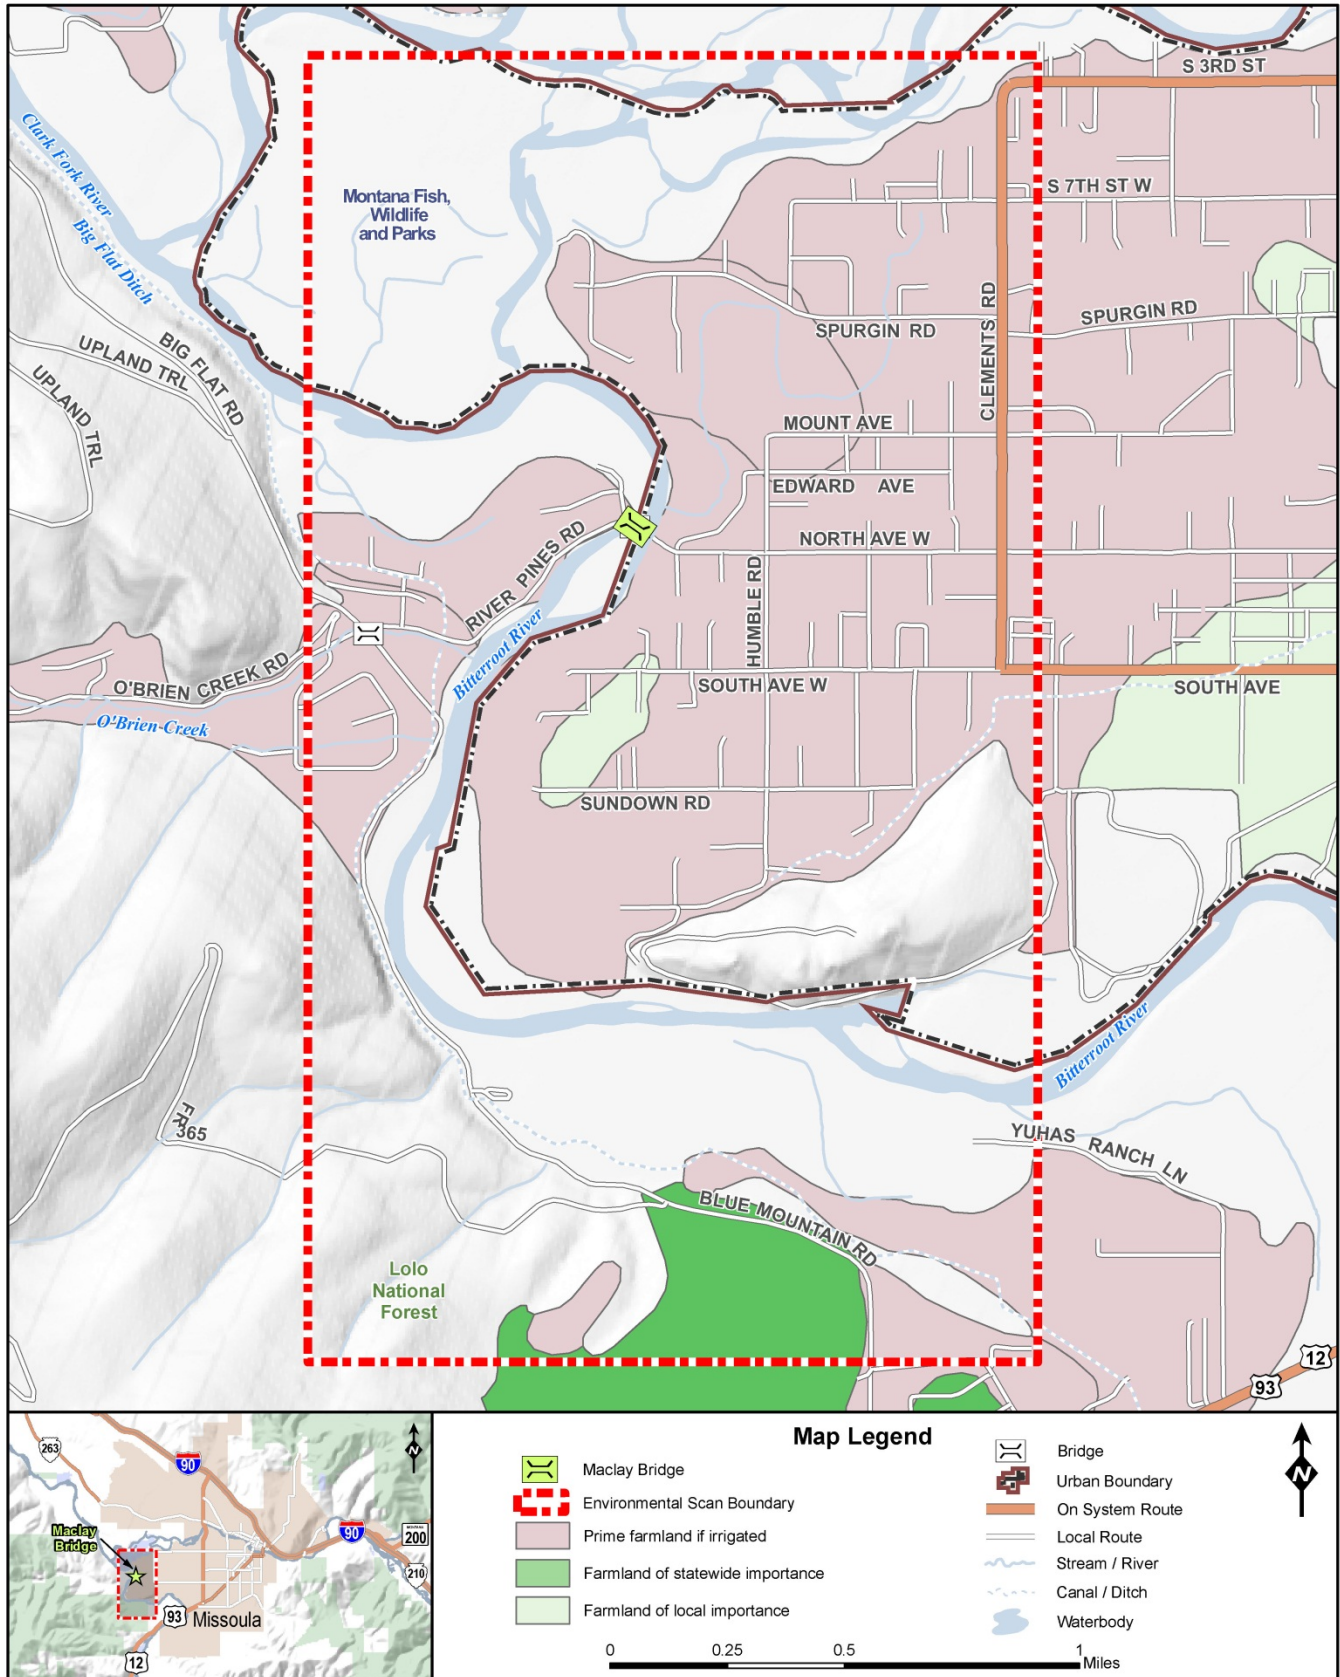 S 3RD ST
Clark Fork River
Big Flat Ditch
Montana Fish,
Wildlife
and Parks
S 7TH ST W
SPURGIN RD
SPURGIN RD
CLEMENTS RD
BIG FLAT RD
UPLAND TRL
UPLAND TRL
MOUNT AVE
EDWARD AVE
NORTH AVE W
RIVER PINES RD
HUMBLE RD
Bitterroot River
O'BRIEN CREEK RD
O'Brien Creek
SOUTH AVE W
SOUTH AVE
SUNDOWN RD
Bitterroot River
FR 365
YUHAS RANCH LN
BLUE MOUNTAIN RD
Lolo
National
Forest
12
93
263
90
N
Maclay
Bridge
90
MONTANA
200
210
93
Missoula
12
Map Legend
Maclay Bridge
Environmental Scan Boundary
Prime farmland if irrigated
Farmland of statewide importance
Farmland of local importance
Bridge
Urban Boundary
On System Route
Local Route
Stream / River
Canal / Ditch
Waterbody
N
0 0.25 0.5 1
Miles